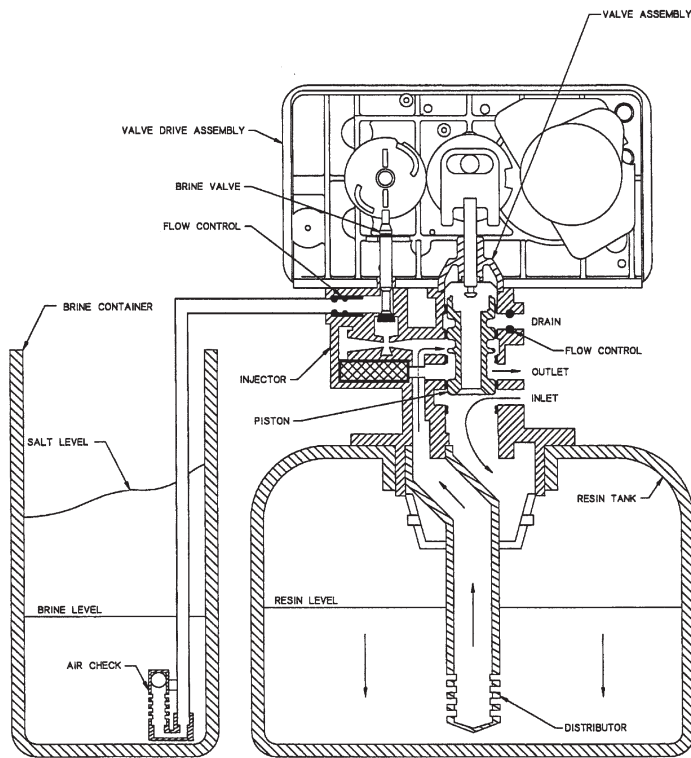 VALVE ASSEMBLY
VALVE DRIVE ASSEMBLY
BRINE VALVE
FLOW CONTROL
BRINE CONTAINER
DRAIN
FLOW CONTROL
INJECTOR
OUTLET
INLET
PISTON
SALT LEVEL
RESIN TANK
BRINE LEVEL
RESIN LEVEL
AIR CHECK
DISTRIBUTOR